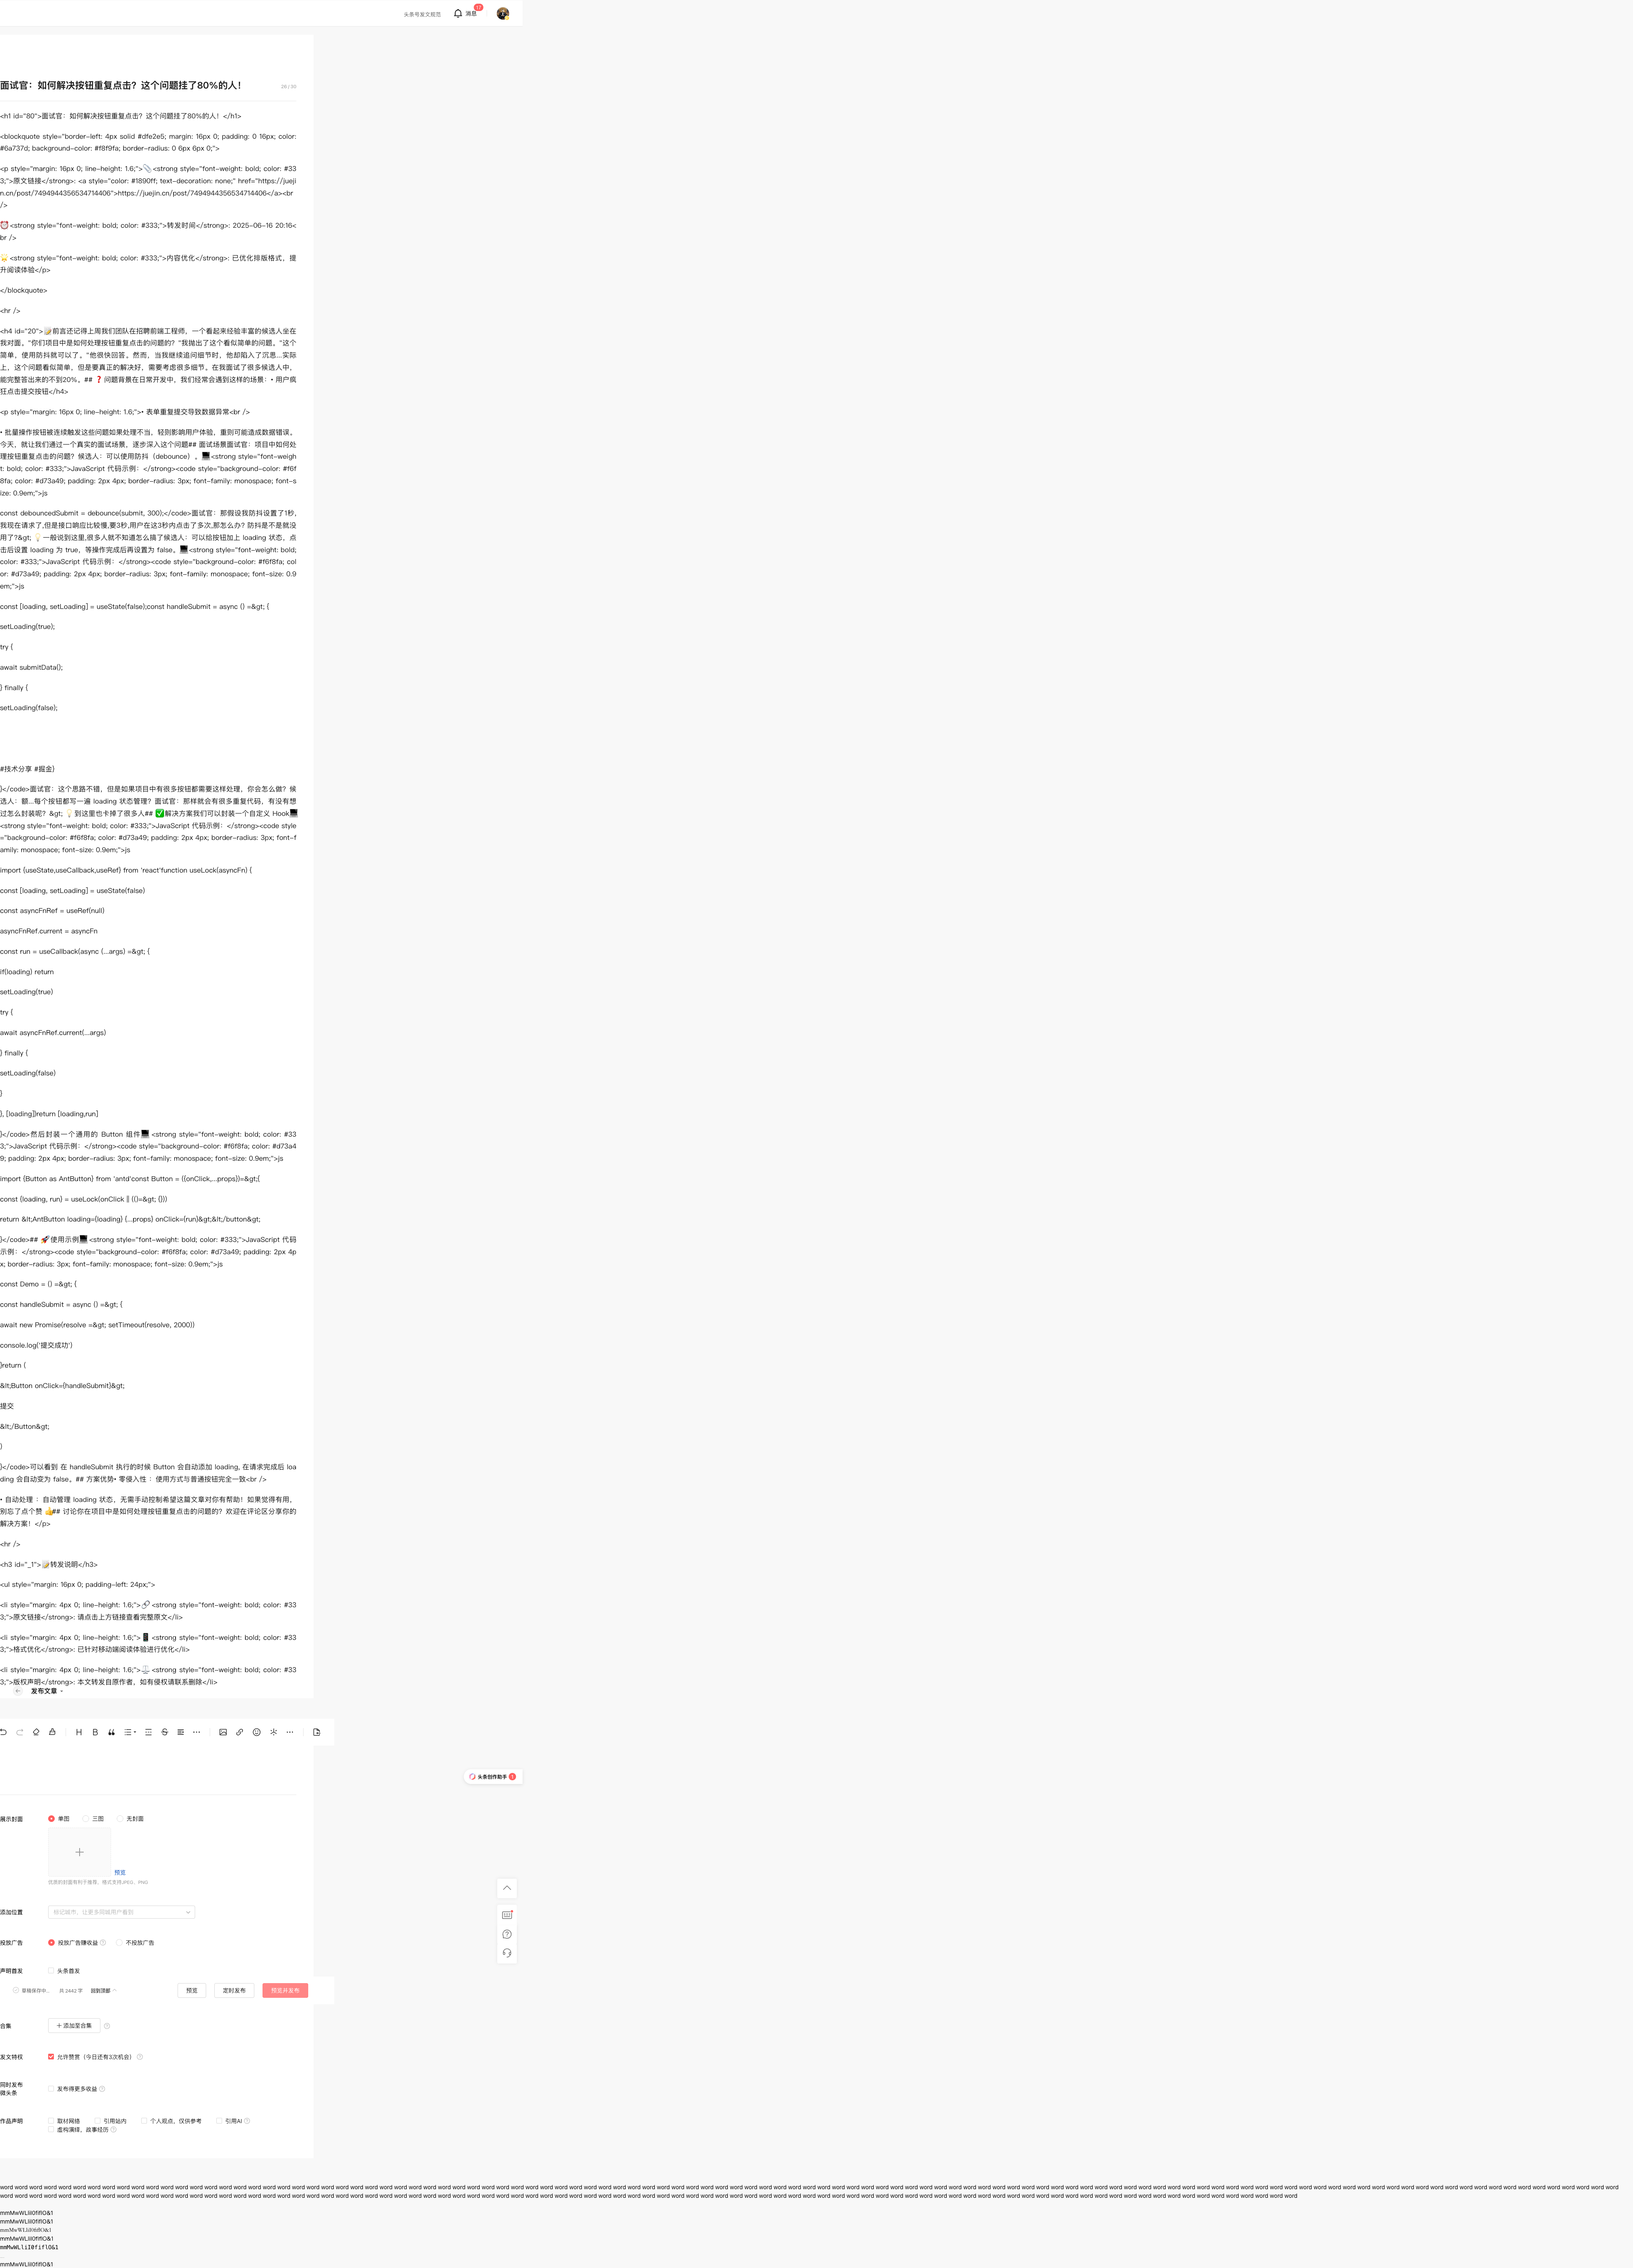 头条号发文规范
消息
17
面试官：如何解决按钮重复点击？这个问题挂了80%的人！
28 | 30
<h1 id="80">面试官：如何解决按钮重复点击？这个问题挂了80%的人！</h1>
<blockquote style="border-left: 4px solid #dfe2e5; margin: 16px 0; padding: 0 16px; color:
#6a737d; background-color: #f8f9fa; border-radius: 0 6px 6px 0;">
<p style="margin: 16px 0; line-height: 1.6;">📎<strong style="font-weight: bold; color: #33
3;">原文链接</strong>: <a style="color: #1890ff; text-decoration: none;" href="https://jueji
n.cn/post/7494944356534714406">https://juejin.cn/post/7494944356534714406</a><br
/>
⏰<strong style="font-weight: bold; color: #333;">转发时间</strong>: 2025-06-16 20:16<
br />
<strong style="font-weight: bold; color: #333;">内容优化</strong>: 已优化排版格式，提
升阅读体验</p>
</blockquote>
<hr />
<h4 id="20">📝前言还记得上周我们团队在招聘前端工程师，一个看起来经验丰富的候选人坐在
我对面。"你们项目中是如何处理按钮重复点击的问题的？"我抛出了这个看似简单的问题。"这个
简单，使用防抖就可以了。"他很快回答。然而，当我继续追问细节时，他却陷入了沉思...实际
上，这个问题看似简单，但是要真正的解决好，需要考虑很多细节。在我面试了很多候选人中，
能完整答出来的不到20%。## ❓问题背景在日常开发中，我们经常会遇到这样的场景：• 用户疯
狂点击提交按钮</h4>
<p style="margin: 16px 0; line-height: 1.6;">• 表单重复提交导致数据异常<br />
• 批量操作按钮被连续触发这些问题如果处理不当，轻则影响用户体验，重则可能造成数据错误。
今天，就让我们通过一个真实的面试场景，逐步深入这个问题## 面试场景面试官：项目中如何处
理按钮重复点击的问题？候选人：可以使用防抖（debounce）。💻<strong style="font-weigh
t: bold; color: #333;">JavaScript 代码示例：</strong><code style="background-color: #f6f
8fa; color: #d73a49; padding: 2px 4px; border-radius: 3px; font-family: monospace; font-s
ize: 0.9em;">js
const debouncedSubmit = debounce(submit, 300);</code>面试官：那假设我防抖设置了1秒,
我现在请求了,但是接口响应比较慢,要3秒,用户在这3秒内点击了多次,那怎么办? 防抖是不是就没
用了?&gt; 💡一般说到这里,很多人就不知道怎么搞了候选人：可以给按钮加上 loading 状态，点
击后设置 loading 为 true，等操作完成后再设置为 false。💻<strong style="font-weight: bold;
color: #333;">JavaScript 代码示例：</strong><code style="background-color: #f6f8fa; col
or: #d73a49; padding: 2px 4px; border-radius: 3px; font-family: monospace; font-size: 0.9
em;">js
const [loading, setLoading] = useState(false);const handleSubmit = async () =&gt; {
setLoading(true);
try {
await submitData();
} finally {
setLoading(false);
#技术分享 #掘金}
}</code>面试官：这个思路不错，但是如果项目中有很多按钮都需要这样处理，你会怎么做？候
选人：额...每个按钮都写一遍 loading 状态管理？面试官：那样就会有很多重复代码，有没有想
过怎么封装呢？&gt; 💡到这里也卡掉了很多人## ✅解决方案我们可以封装一个自定义 Hook💻
<strong style="font-weight: bold; color: #333;">JavaScript 代码示例：</strong><code style
="background-color: #f6f8fa; color: #d73a49; padding: 2px 4px; border-radius: 3px; font-f
amily: monospace; font-size: 0.9em;">js
import {useState,useCallback,useRef} from 'react'function useLock(asyncFn) {
const [loading, setLoading] = useState(false)
const asyncFnRef = useRef(null)
asyncFnRef.current = asyncFn
const run = useCallback(async (...args) =&gt; {
if(loading) return
setLoading(true)
try {
await asyncFnRef.current(...args)
} finally {
setLoading(false)
}
}, [loading])return [loading,run]
}</code>然后封装一个通用的 Button 组件💻<strong style="font-weight: bold; color: #33
3;">JavaScript 代码示例：</strong><code style="background-color: #f6f8fa; color: #d73a4
9; padding: 2px 4px; border-radius: 3px; font-family: monospace; font-size: 0.9em;">js
import {Button as AntButton} from 'antd'const Button = ({onClick,...props})=&gt;{
const {loading, run} = useLock(onClick || (()=&gt; {}))
return &lt;AntButton loading={loading} {...props} onClick={run}&gt;&lt;/button&gt;
}</code>## 🚀使用示例💻<strong style="font-weight: bold; color: #333;">JavaScript 代码
示例：</strong><code style="background-color: #f6f8fa; color: #d73a49; padding: 2px 4p
x; border-radius: 3px; font-family: monospace; font-size: 0.9em;">js
const Demo = () =&gt; {
const handleSubmit = async () =&gt; {
await new Promise(resolve =&gt; setTimeout(resolve, 2000))
console.log('提交成功')
}return (
&lt;Button onClick={handleSubmit}&gt;
提交
&lt;/Button&gt;
)
}</code>可以看到 在 handleSubmit 执行的时候 Button 会自动添加 loading, 在请求完成后 loa
ding 会自动变为 false。## 方案优势• 零侵入性 ：使用方式与普通按钮完全一致<br />
• 自动处理 ：自动管理 loading 状态，无需手动控制希望这篇文章对你有帮助！如果觉得有用，
别忘了点个赞 👍## 讨论你在项目中是如何处理按钮重复点击的问题的？欢迎在评论区分享你的
解决方案！</p>
<hr />
<h3 id="_1">📝转发说明</h3>
<ul style="margin: 16px 0; padding-left: 24px;">
<li style="margin: 4px 0; line-height: 1.6;">🔗<strong style="font-weight: bold; color: #33
3;">原文链接</strong>: 请点击上方链接查看完整原文</li>
<li style="margin: 4px 0; line-height: 1.6;">📱<strong style="font-weight: bold; color: #33
3;">格式优化</strong>: 已针对移动端阅读体验进行优化</li>
<li style="margin: 4px 0; line-height: 1.6;">⚖️<strong style="font-weight: bold; color: #33
3;">版权声明</strong>: 本文转发自原作者，如有侵权请联系删除</li>
发布文章
头条创作助手 1
展示封面 单图 三图 无封面
预览
优质的封面有利于推荐，格式支持JPEG、PNG
添加位置 标记城市，让更多同城用户看到
投放广告 投放广告赚收益 不投放广告
声明首发 头条首发
草稿保存中... 共 2442 字 回到顶部 预览 定时发布 预览并发布
合集 添加至合集
发文特权 允许赞赏（今日还有3次机会）
同时发布
微头条
发布得更多收益
作品声明 取材网络 引用站内 个人观点，仅供参考 引用AI
虚构演绎，故事经历
word word word word word word word word word word word word word word word word word word word word word word word word word word word word word word word word word word word word word word word word word word word word word word word word word word word word word word word word word word word word word word word word word word word word word word word word word word word word word word word word word word word word word word word word word word word word word word word word word word word word word word word word word word word
word word word word word word word word word word word word word word word word word word word word word word word word word word word word word word word word word word word word word word word word word word word word word word word word word word word word word word word word word word word word word word word word word word word word word word word word word word word word word word word word word word word word word
mmMwWLliI0fiflO&1
mmMwWLliI0fiflO&1
mmMwWLliI0fiflO&1
mmMwWLliI0fiflO&1
mmMwWLliI0fiflO&1
mmMwWLliI0fiflO&1